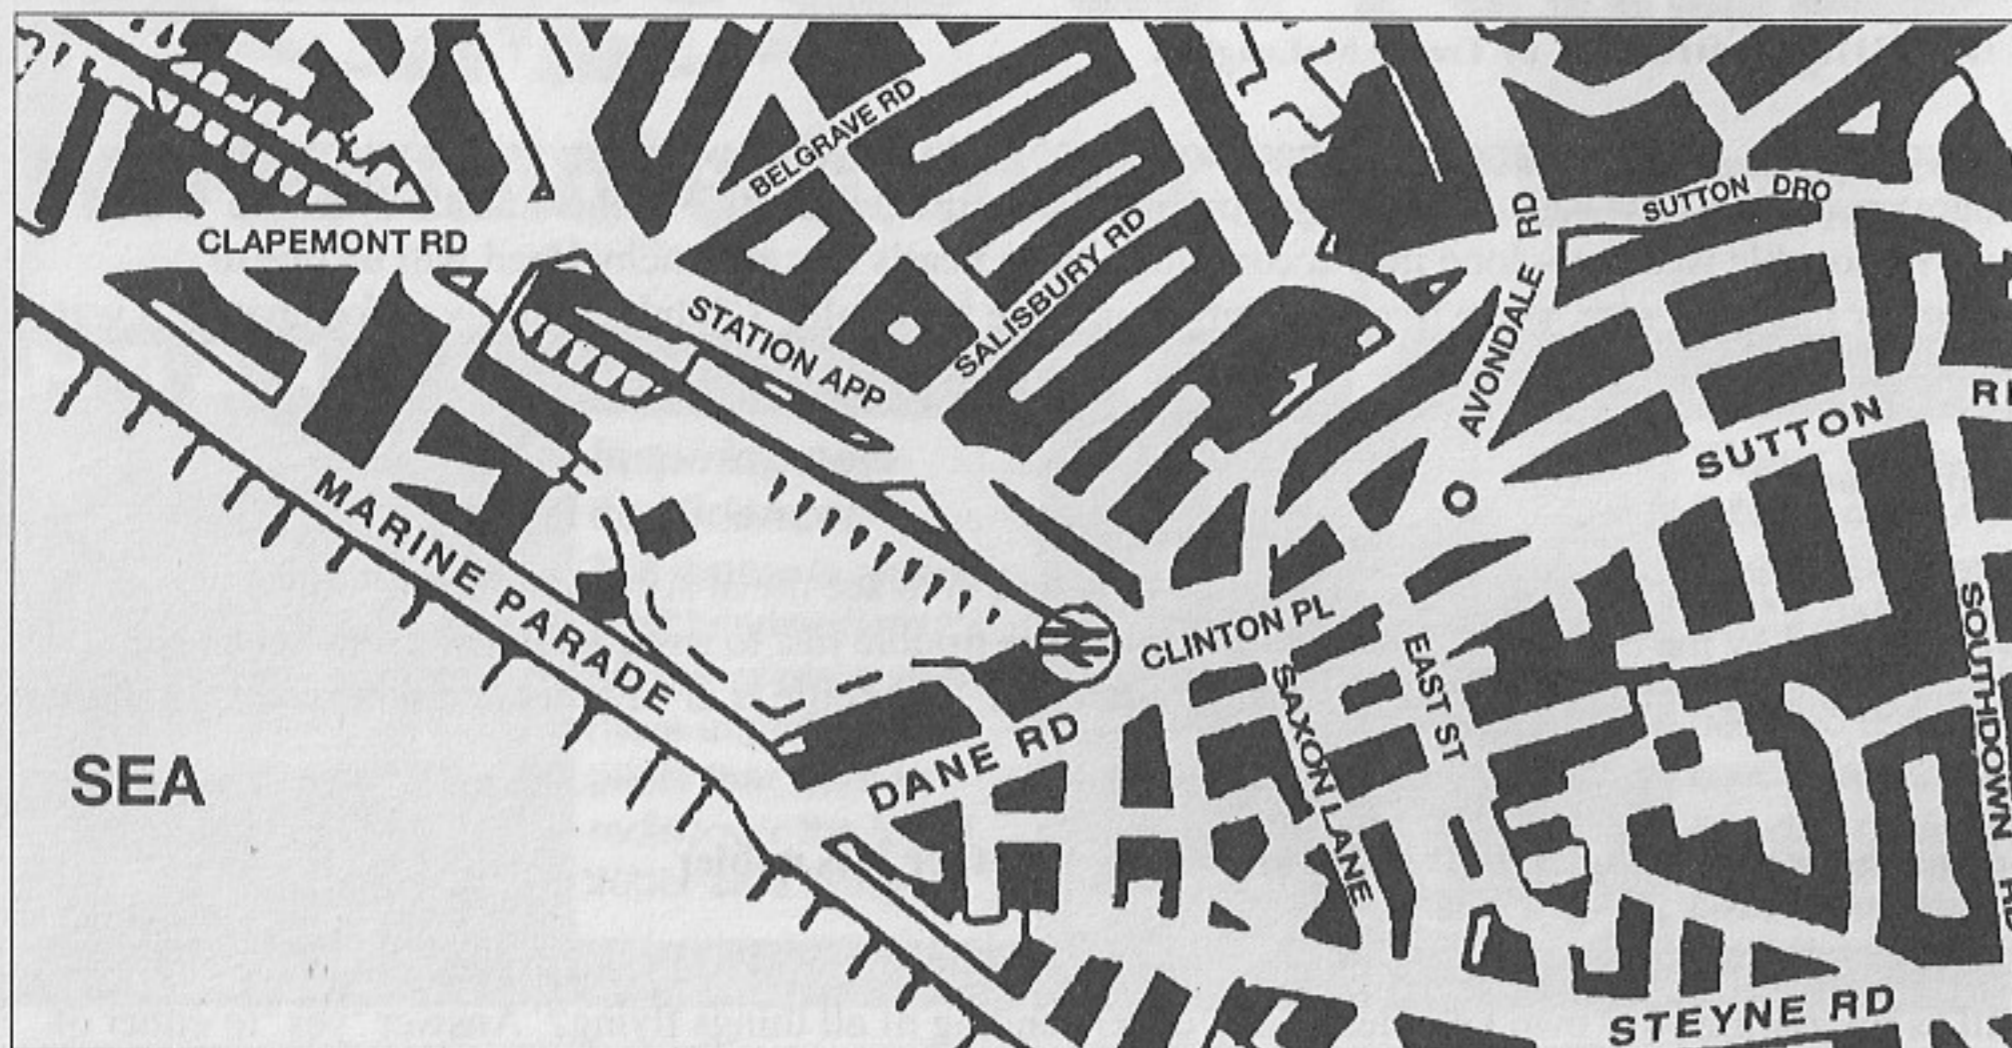 BELGRAVE RD
SUTTON DRO
AVONDALE RD
CLAPEMONT RD
SALISBURY RD
STATION APP
SUTTON
MARINE PARADE
CLINTON PL
EAST ST
SAXON LANE
SOUTHDOWN
DANE RD
SEA
STEYNE RD